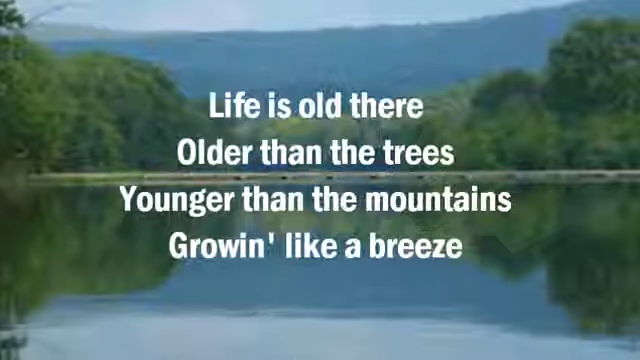 Life is old there
Older than the trees
Younger than the mountains
Growin' like a breeze